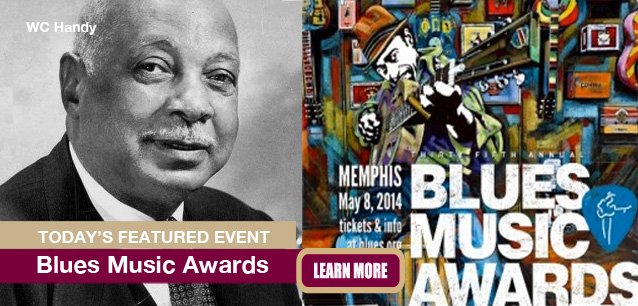 WC Handy
TODAY'S FEATURED EVENT
Blues Music Awards
THIRTY FIFTH ANNUAL
BLUES
MUSIC
AWARDS
MEMPHIS
May 8, 2014
tickets & info
at blues.org
LEARN MORE